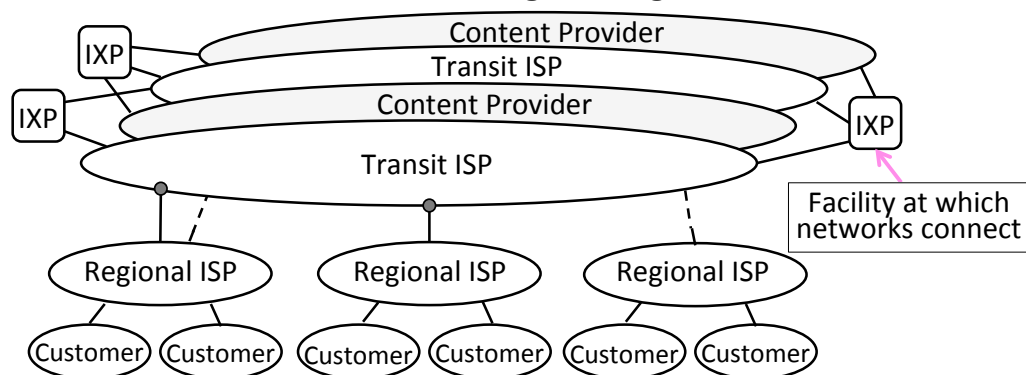 Content Provider
IXP
Transit ISP
Content Provider
IXP
IXP
Transit ISP
Facility at which
networks connect
Regional ISP
Regional ISP
Regional ISP
Customer
Customer
Customer
Customer
Customer
Customer